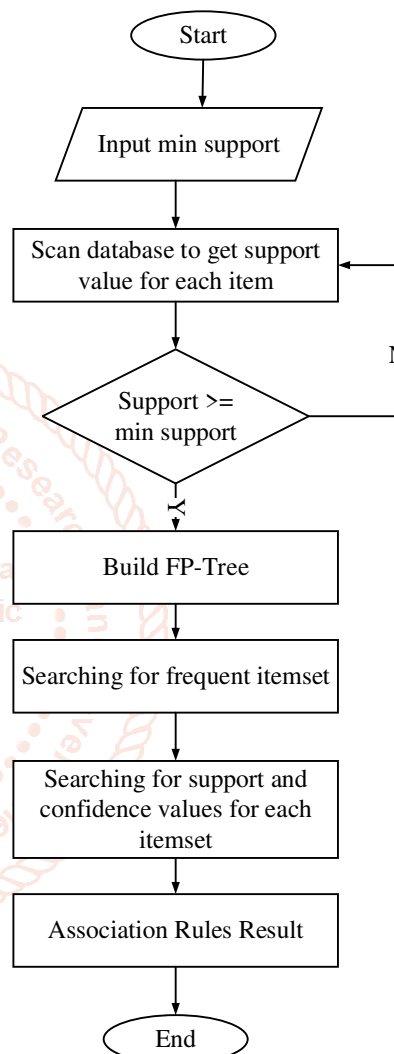 Start
Input min support
Scan database to get support
value for each item
N
Support >=
min support
Y
Build FP-Tree
Searching for frequent itemset
Searching for support and
confidence values for each
itemset
Association Rules Result
End